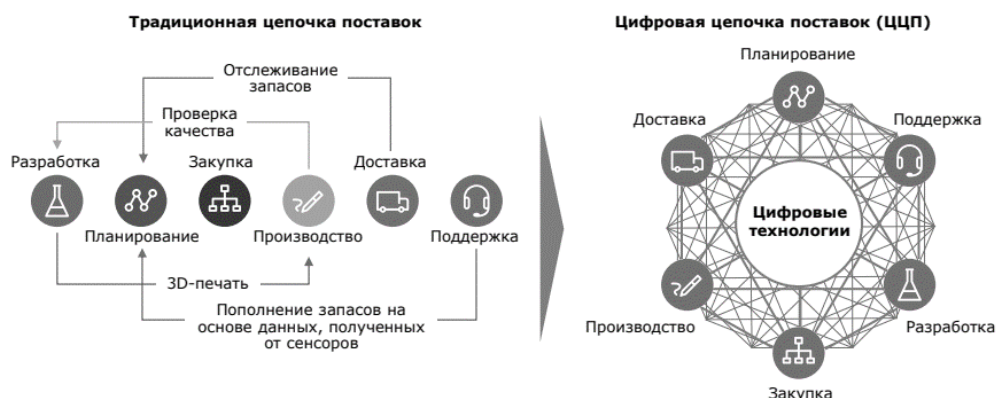 Традиционная цепочка поставок
Отслеживание
запасов
Проверка
качества
Разработка
Закупка
Доставка
Планирование
Производство
Поддержка
3D-печать
Пополнение запасов на
основе данных, полученных
от сенсоров
Цифровая цепочка поставок (ЦЦП)
Планирование
Доставка
Поддержка
Цифровые
технологии
Производство
Разработка
Закупка